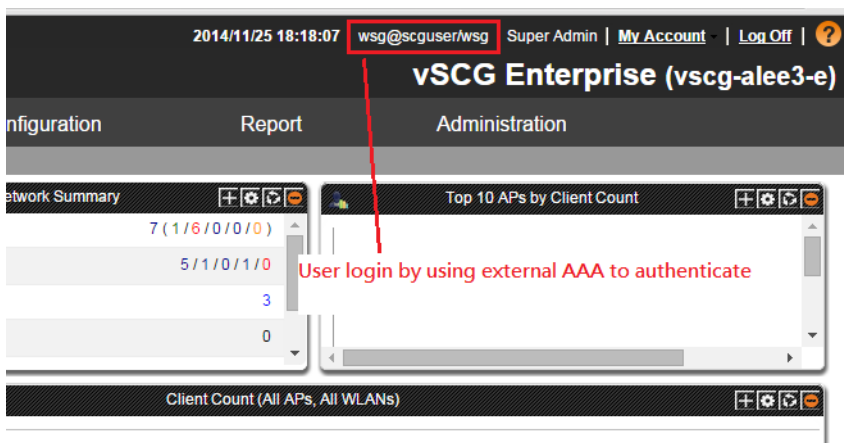 2014/11/25 18:18:07 wsg@scguser/wsg Super Admin | My Account | Log Off | ?
vSCG Enterprise (vscg-alee3-e)
nfiguration Report Administration
etwork Summary
Top 10 APs by Client Count
7 ( 1 / 6 / 0 / 0 / 0 )
5 / 1 / 0 / 1 / 0
User login by using external AAA to authenticate
3
0
Client Count (All APs, All WLANs)